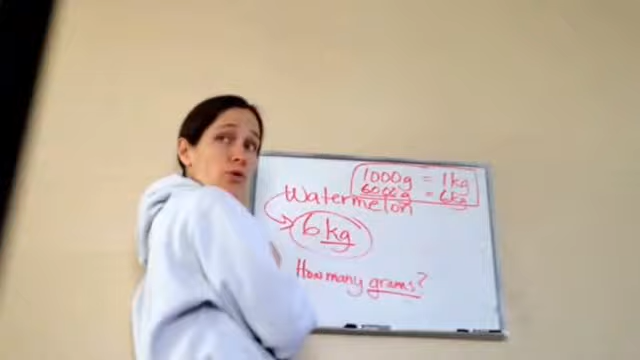 1000g = 1kg
6000g = 6kg
Watermelon
6 kg
How many grams?